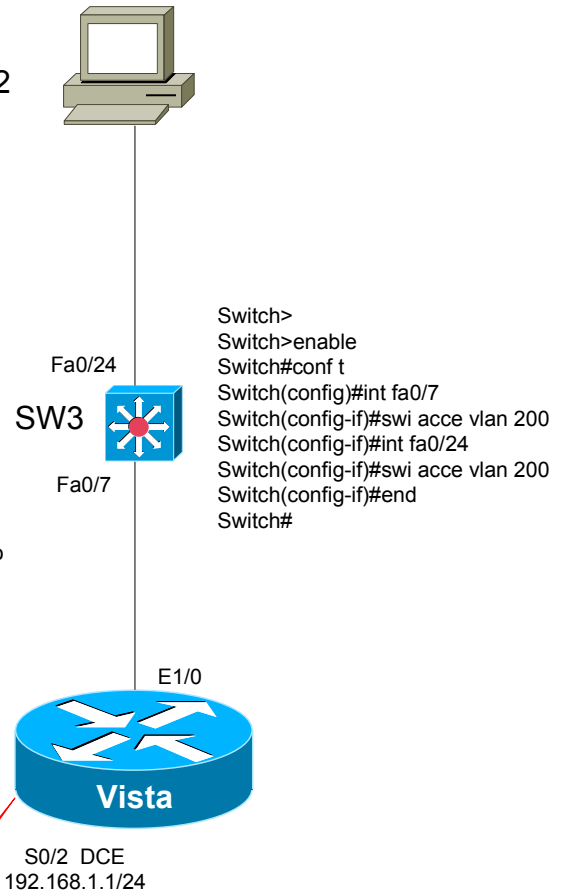 2
Switch>
Switch>enable
Switch#conf t
Switch(config)#int fa0/7
Switch(config-if)#swi acce vlan 200
Switch(config-if)#int fa0/24
Switch(config-if)#swi acce vlan 200
Switch(config-if)#end
Switch#
Fa0/24
SW3
Fa0/7
E1/0
Vista
S0/2 DCE
192.168.1.1/24